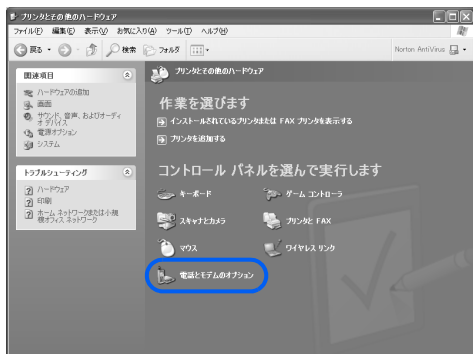 プリンタとその他のハードウェア
ファイル(F) 編集(E) 表示(V) お気に入り(A) ツール(T) ヘルプ(H)
戻る 検索 フォルダ Norton AntiVirus
関連項目
ハードウェアの追加
画面
サウンド、音声、およびオーディオ デバイス
電源オプション
システム
トラブルシューティング
ハードウェア
印刷
ホーム ネットワークまたは小規模オフィス ネットワーク
プリンタとその他のハードウェア
作業を選びます
インストールされているプリンタまたは FAX プリンタを表示する
プリンタを追加する
コントロール パネルを選んで実行します
キーボード ゲーム コントローラ
スキャナとカメラ プリンタと FAX
マウス ワイヤレス リンク
電話とモデムのオプション